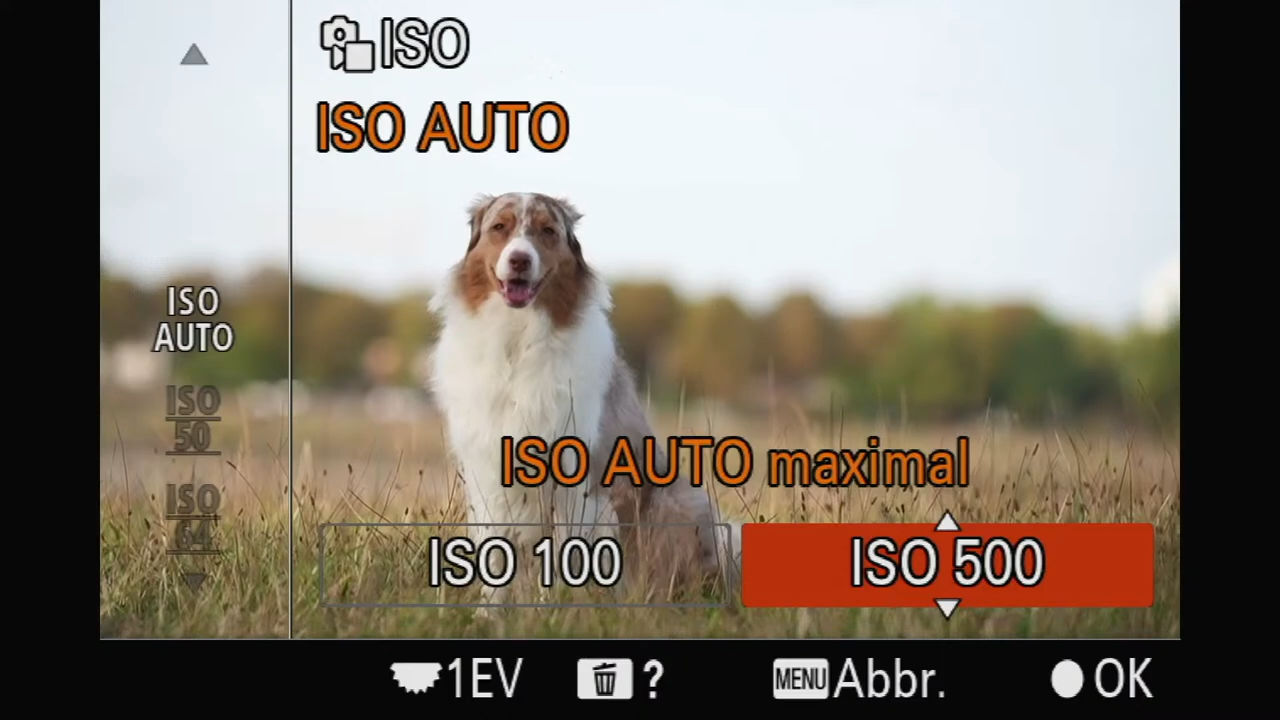 ISO
ISO AUTO
ISO
AUTO
ISO
50
ISO
64
ISO AUTO maximal
ISO 100
ISO 500
1EV
?
MENU Abbr.
OK